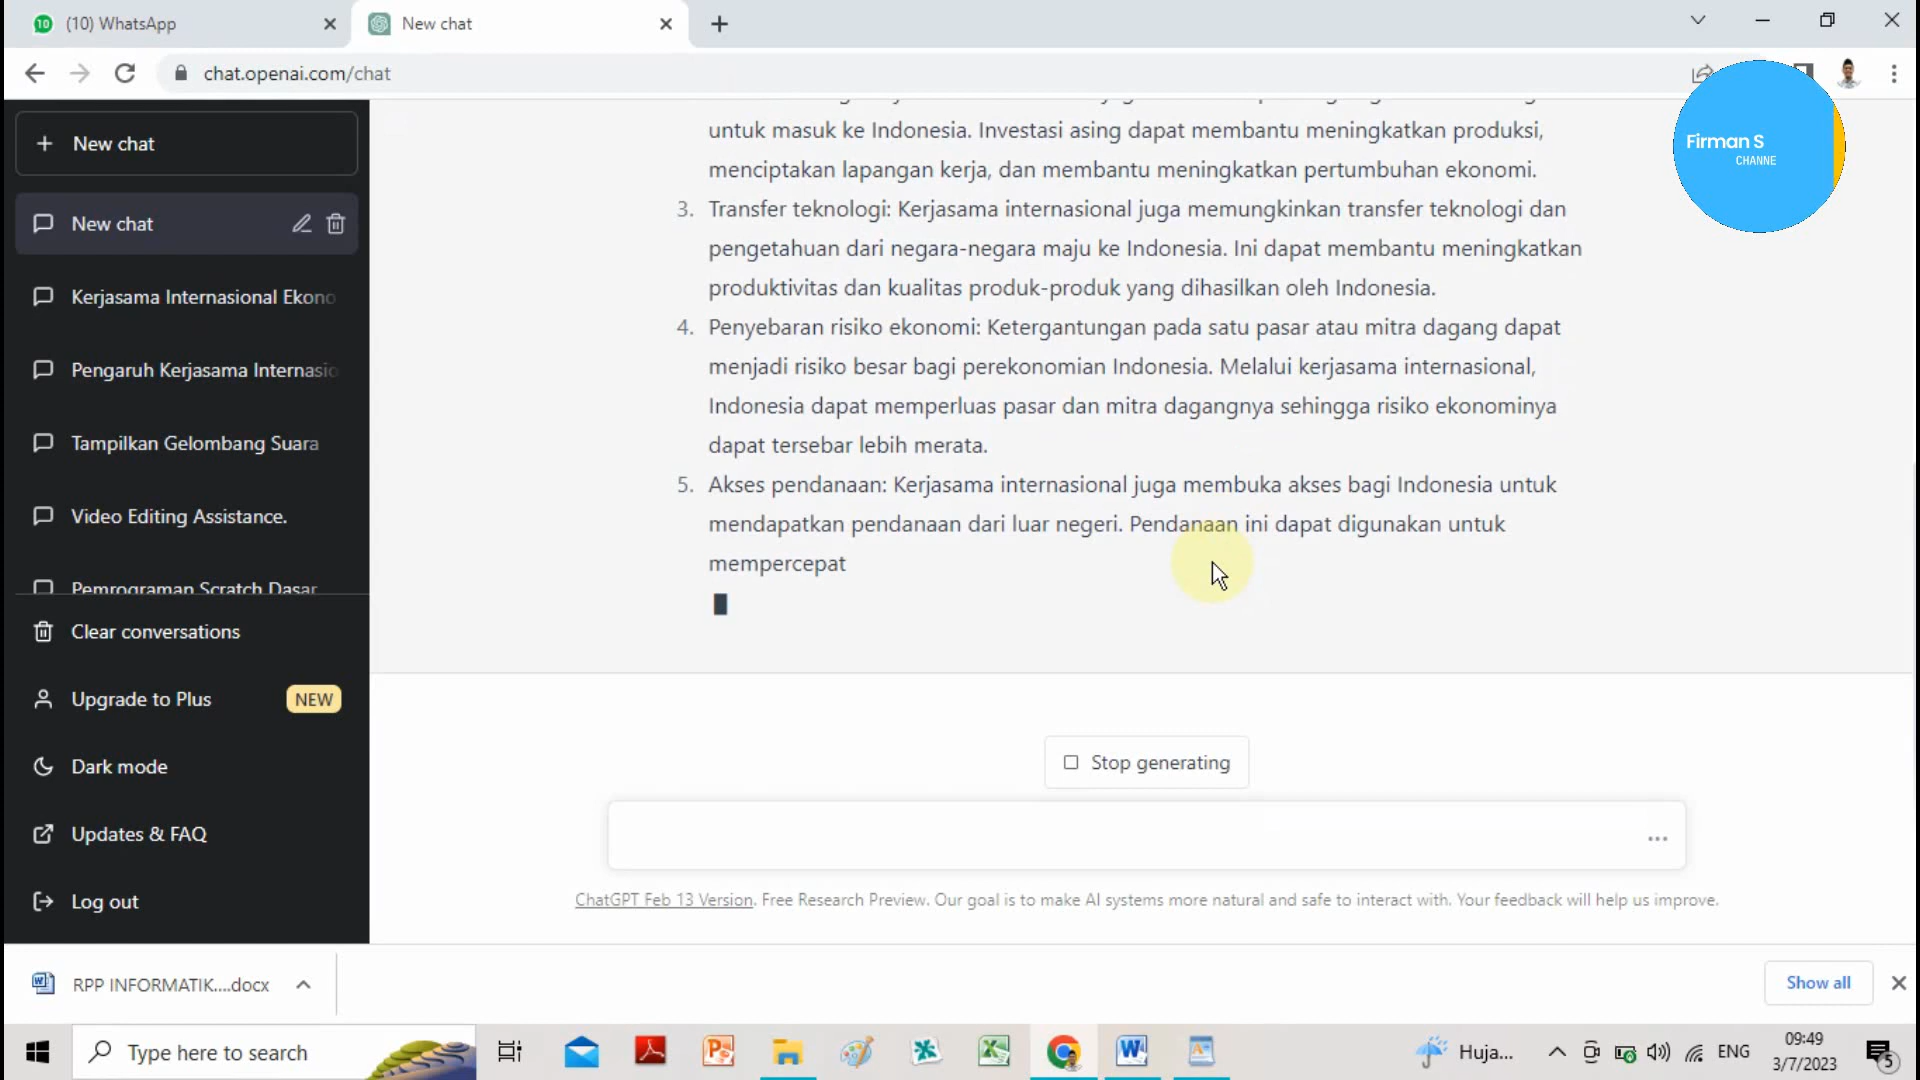 (10) WhatsApp
New chat
chat.openai.com/chat
New chat
New chat
Kerjasama Internasional Ekono
Pengaruh Kerjasama Internasio
Tampilkan Gelombang Suara
Video Editing Assistance.
Pemrograman Scratch Dasar
Clear conversations
Upgrade to Plus NEW
Dark mode
Updates & FAQ
Log out
Firman S
CHANNE
untuk masuk ke Indonesia. Investasi asing dapat membantu meningkatkan produksi,
menciptakan lapangan kerja, dan membantu meningkatkan pertumbuhan ekonomi.
3. Transfer teknologi: Kerjasama internasional juga memungkinkan transfer teknologi dan
pengetahuan dari negara-negara maju ke Indonesia. Ini dapat membantu meningkatkan
produktivitas dan kualitas produk-produk yang dihasilkan oleh Indonesia.
4. Penyebaran risiko ekonomi: Ketergantungan pada satu pasar atau mitra dagang dapat
menjadi risiko besar bagi perekonomian Indonesia. Melalui kerjasama internasional,
Indonesia dapat memperluas pasar dan mitra dagangnya sehingga risiko ekonominya
dapat tersebar lebih merata.
5. Akses pendanaan: Kerjasama internasional juga membuka akses bagi Indonesia untuk
mendapatkan pendanaan dari luar negeri. Pendanaan ini dapat digunakan untuk
mempercepat
Stop generating
ChatGPT Feb 13 Version. Free Research Preview. Our goal is to make AI systems more natural and safe to interact with. Your feedback will help us improve.
RPP INFORMATIK....docx
Show all
Type here to search
Huja...
ENG
09:49
3/7/2023
5